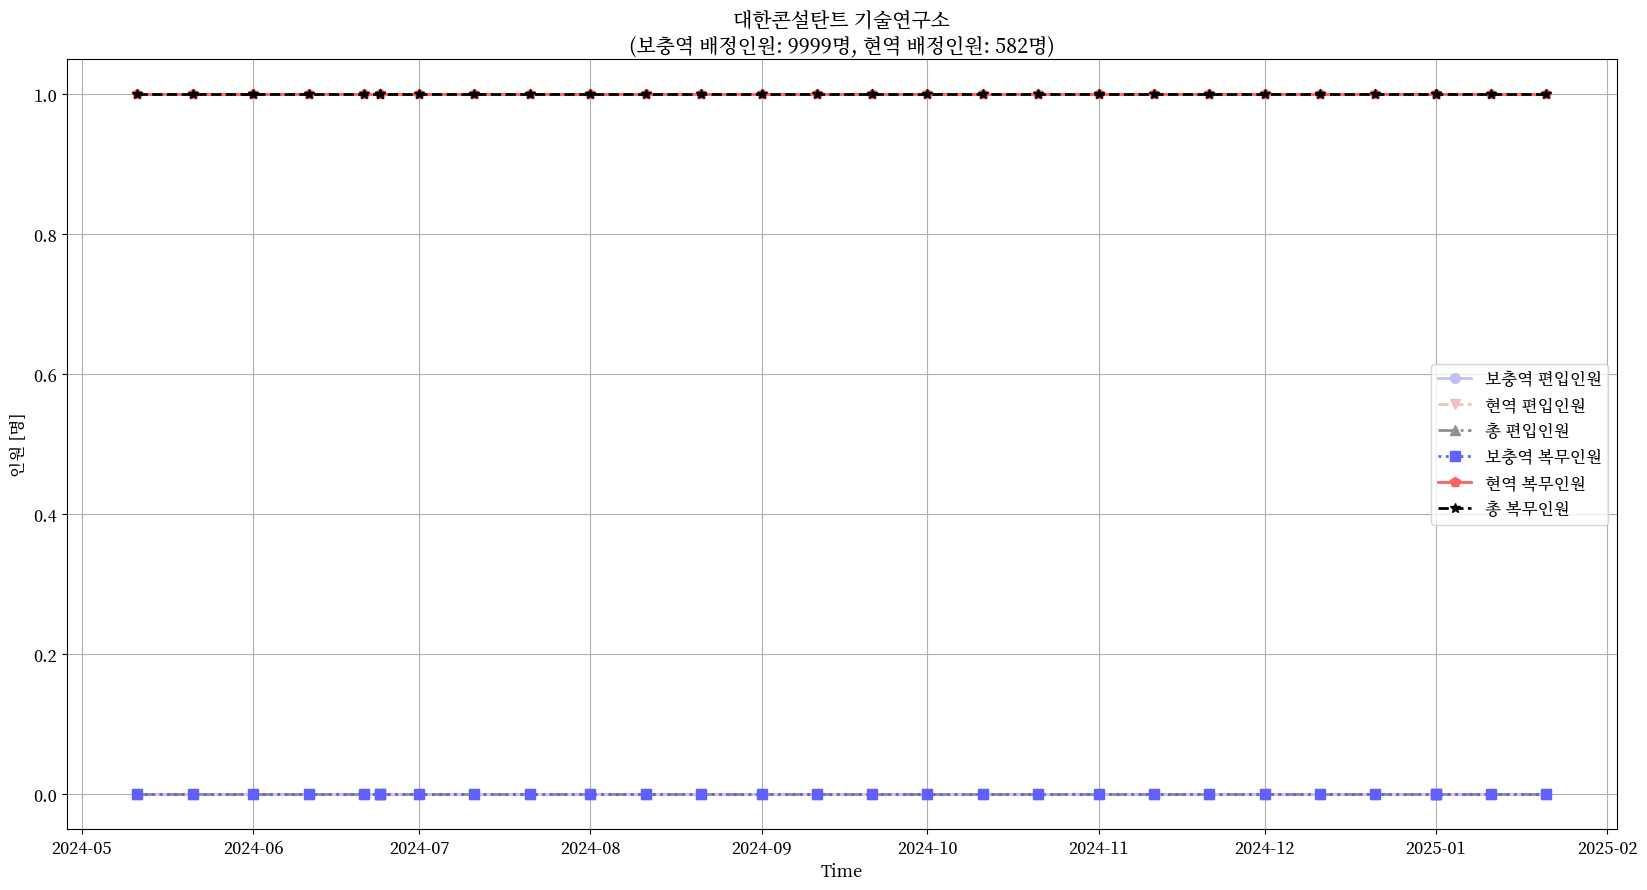 대한콘설탄트 기술연구소
(보충역 배정인원: 9999명, 현역 배정인원: 582명)
1.0
0.8
0.6
0.4
0.2
0.0
인원 [명]
보충역 편입인원
현역 편입인원
총 편입인원
보충역 복무인원
현역 복무인원
총 복무인원
2024-05
2024-06
2024-07
2024-08
2024-09
2024-10
2024-11
2024-12
2025-01
2025-02
Time